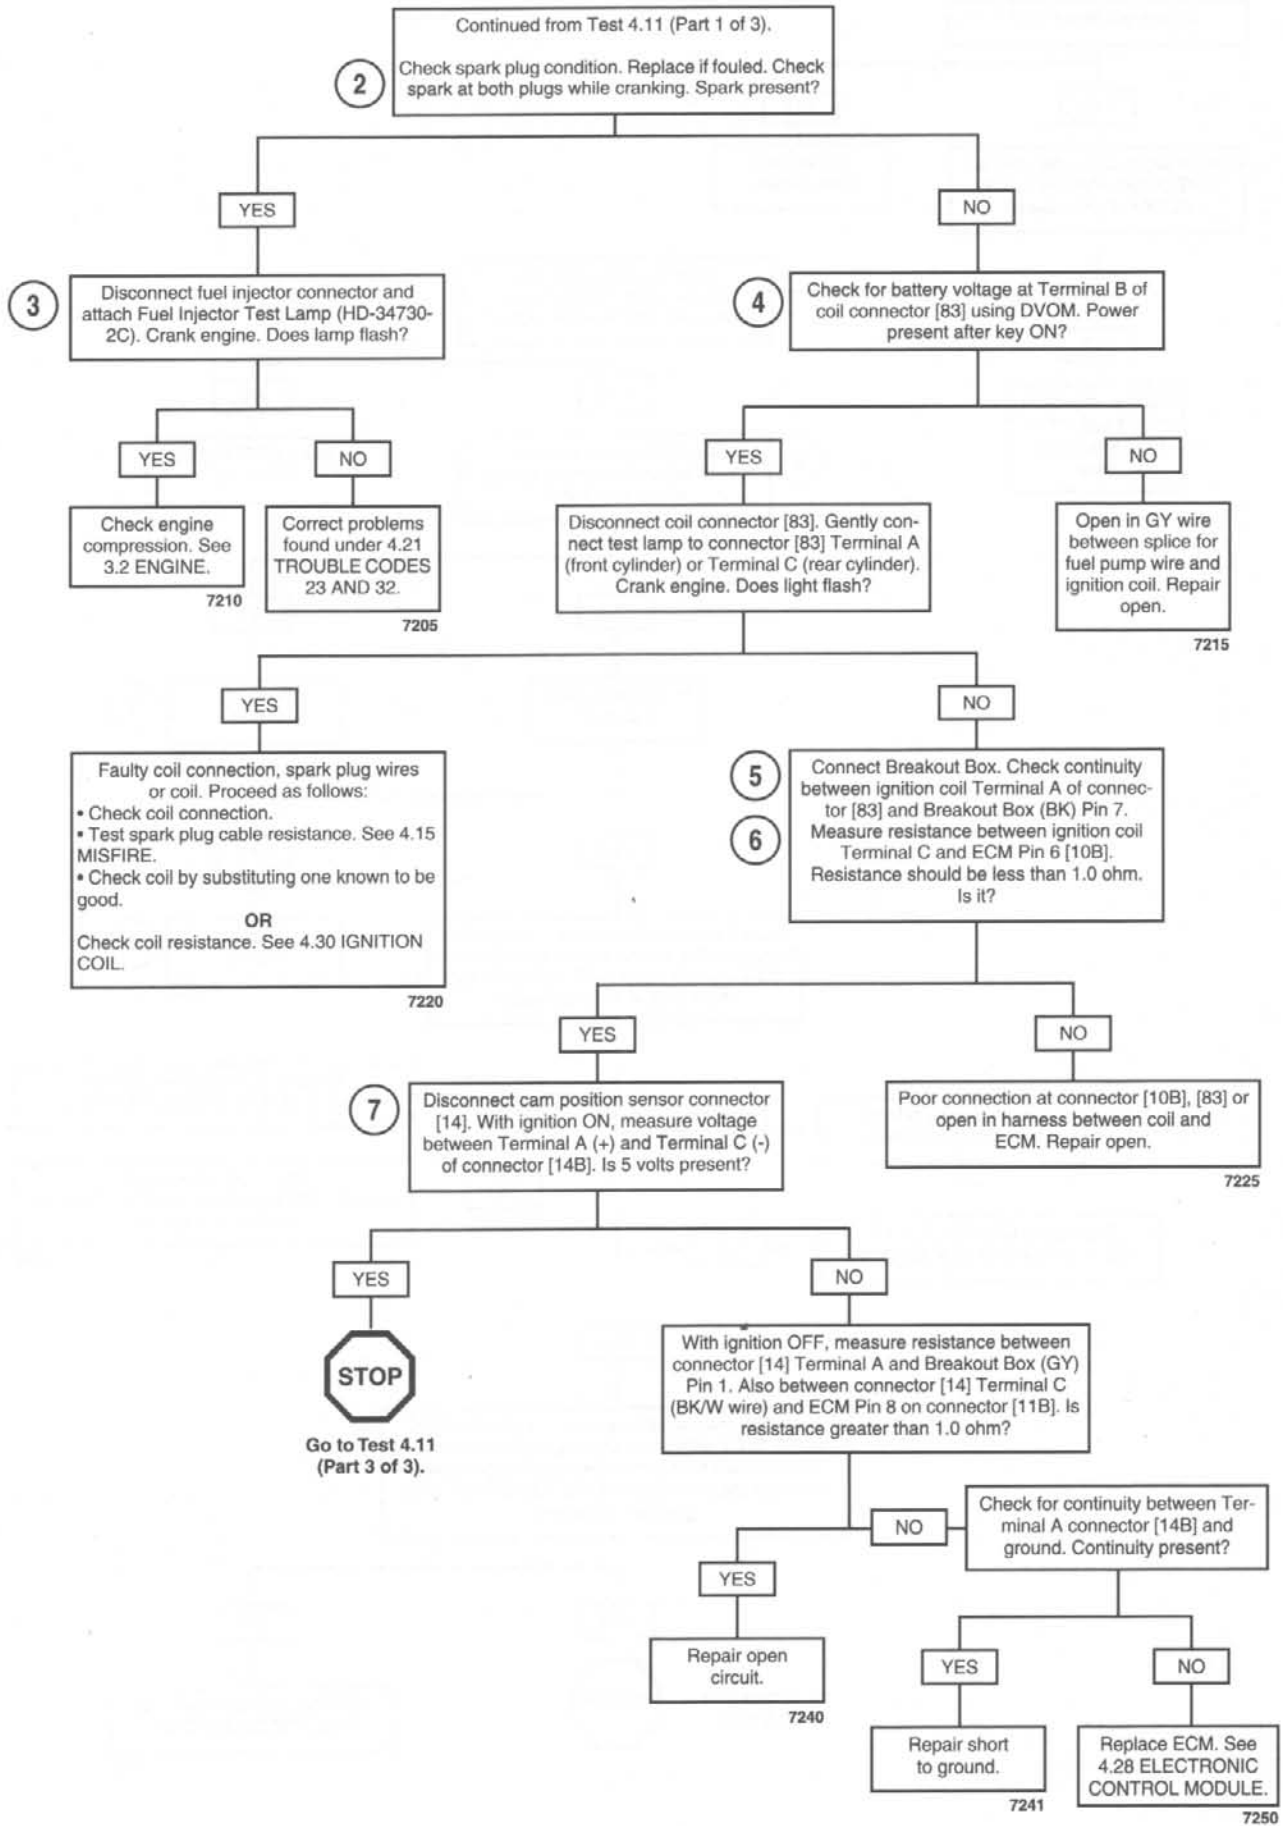 Continued from Test 4.11 (Part 1 of 3).
2
Check spark plug condition. Replace if fouled. Check
spark at both plugs while cranking. Spark present?
YES
NO
3
Disconnect fuel injector connector and
attach Fuel Injector Test Lamp (HD-34730-
2C). Crank engine. Does lamp flash?
4
Check for battery voltage at Terminal B of
coil connector [83] using DVOM. Power
present after key ON?
YES
NO
YES
NO
Check engine
compression. See
3.2 ENGINE.
7210
Correct problems
found under 4.21
TROUBLE CODES
23 AND 32.
7205
Disconnect coil connector [83]. Gently con-
nect test lamp to connector [83] Terminal A
(front cylinder) or Terminal C (rear cylinder).
Crank engine. Does light flash?
Open in GY wire
between splice for
fuel pump wire and
ignition coil. Repair
open.
7215
YES
NO
Faulty coil connection, spark plug wires
or coil. Proceed as follows:
• Check coil connection.
• Test spark plug cable resistance. See 4.15
MISFIRE.
• Check coil by substituting one known to be
good.
OR
Check coil resistance. See 4.30 IGNITION
COIL.
7220
5
6
Connect Breakout Box. Check continuity
between ignition coil Terminal A of connec-
tor [83] and Breakout Box (BK) Pin 7.
Measure resistance between ignition coil
Terminal C and ECM Pin 6 [10B].
Resistance should be less than 1.0 ohm.
Is it?
YES
NO
7
Disconnect cam position sensor connector
[14]. With ignition ON, measure voltage
between Terminal A (+) and Terminal C (-)
of connector [14B]. Is 5 volts present?
Poor connection at connector [10B], [83] or
open in harness between coil and
ECM. Repair open.
7225
YES
NO
STOP
Go to Test 4.11
(Part 3 of 3).
With ignition OFF, measure resistance between
connector [14] Terminal A and Breakout Box (GY)
Pin 1. Also between connector [14] Terminal C
(BK/W wire) and ECM Pin 8 on connector [11B]. Is
resistance greater than 1.0 ohm?
NO
Check for continuity between Ter-
minal A connector [14B] and
ground. Continuity present?
YES
Repair open
circuit.
7240
YES
NO
Repair short
to ground.
7241
Replace ECM. See
4.28 ELECTRONIC
CONTROL MODULE.
7250